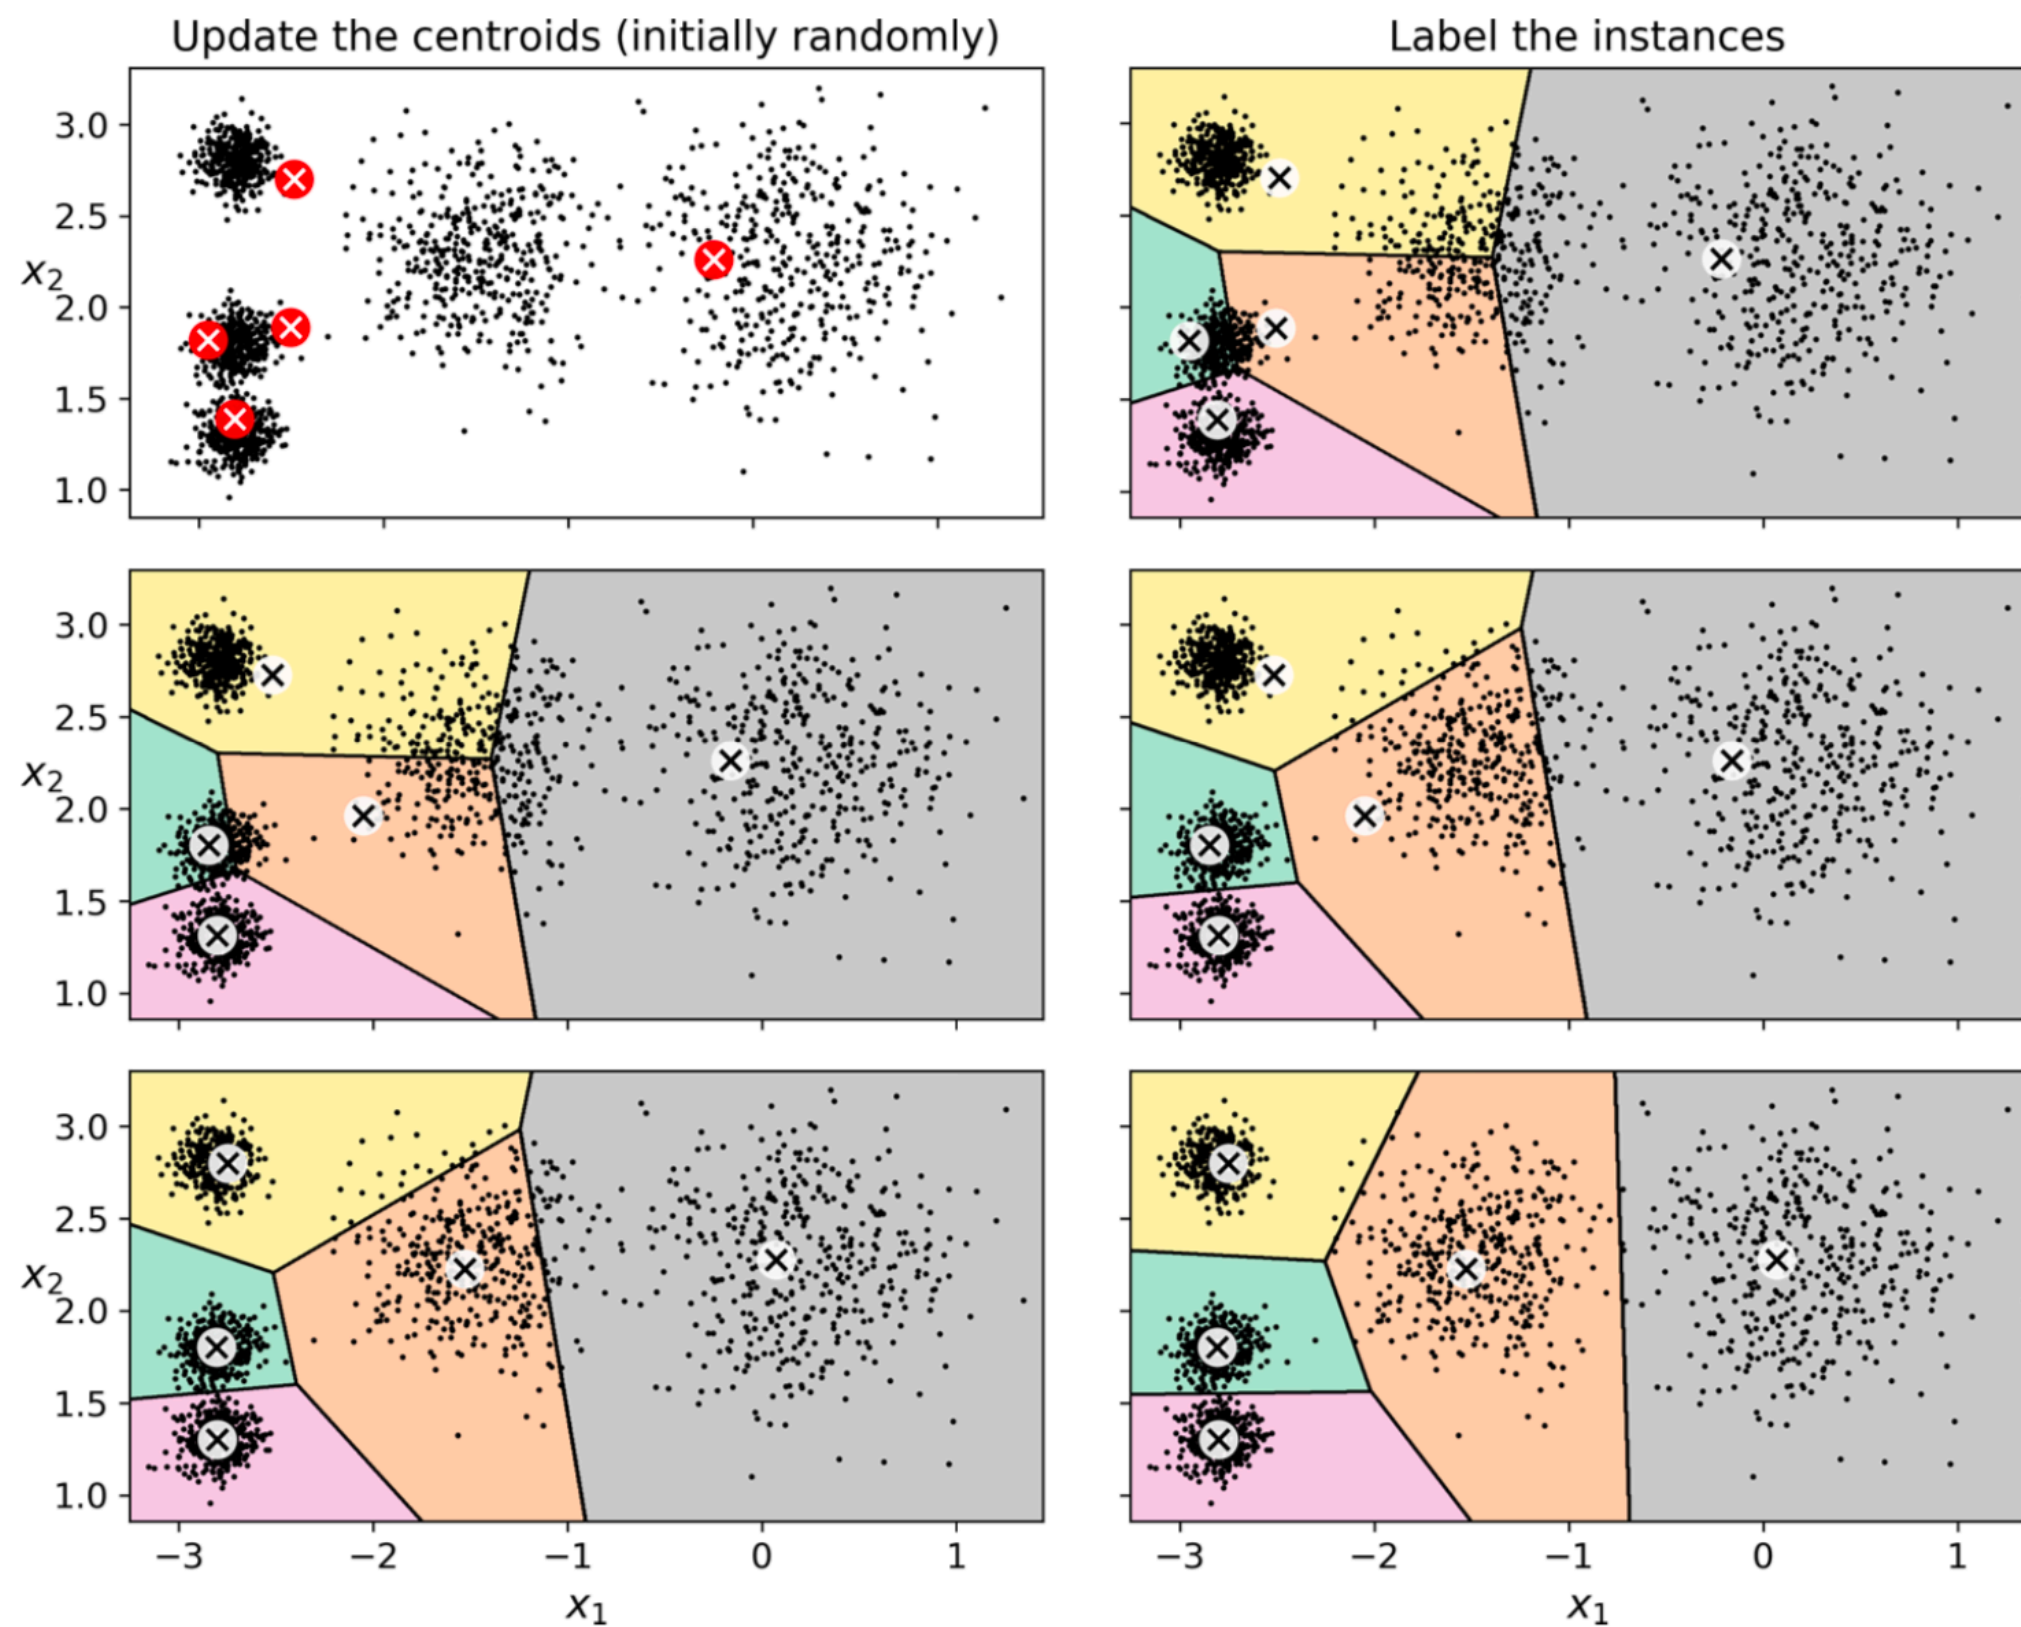 Update the centroids (initially randomly)
Label the instances
3.0
2.5
x₂
2.0
1.5
1.0
3.0
2.5
x₂
2.0
1.5
1.0
3.0
2.5
x₂
2.0
1.5
1.0
−3 −2 −1 0 1
−3 −2 −1 0 1
x₁
x₁